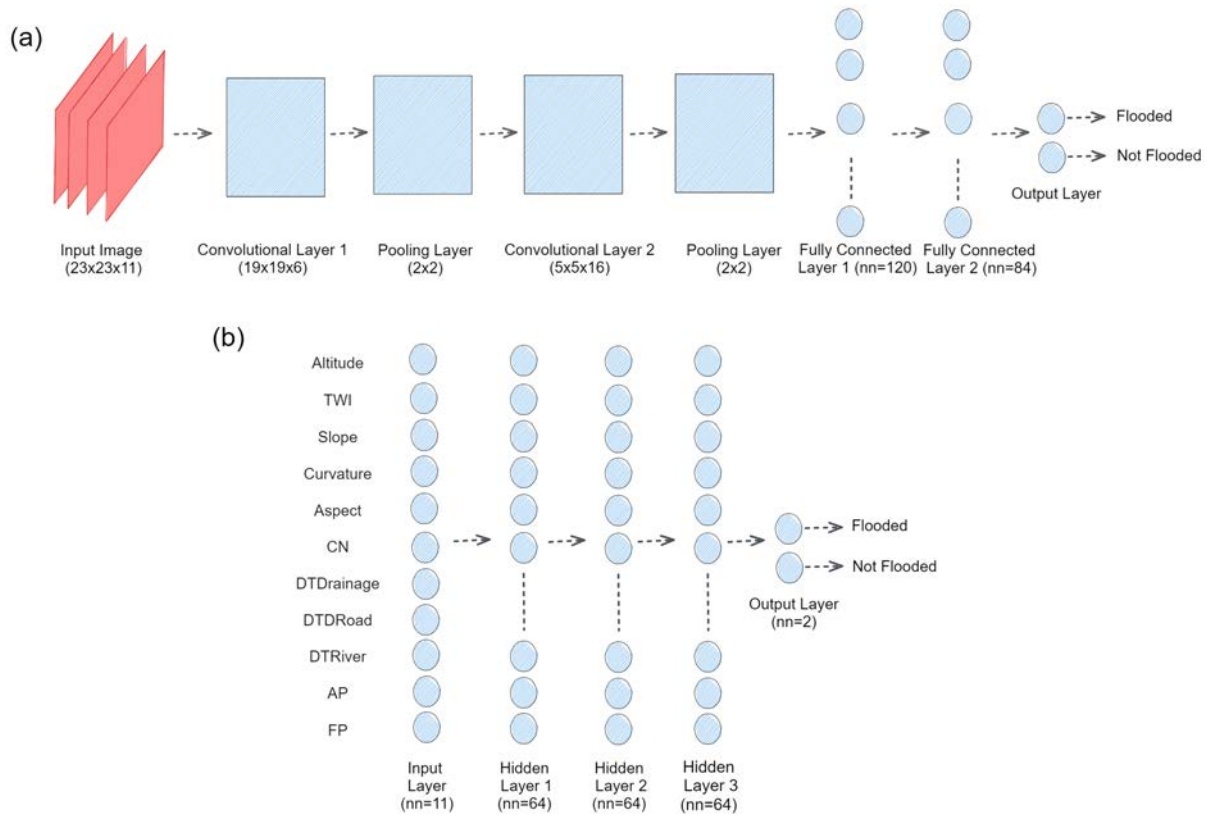 (a)
Flooded
Not Flooded
Output Layer
Input Image
(23x23x11)
Convolutional Layer 1
(19x19x6)
Pooling Layer
(2x2)
Convolutional Layer 2
(5x5x16)
Pooling Layer
(2x2)
Fully Connected
Layer 1 (nn=120)
Fully Connected
Layer 2 (nn=84)
(b)
Altitude
TWI
Slope
Curvature
Aspect
CN
DTDrainage
DTDRoad
DTRiver
AP
FP
Flooded
Not Flooded
Output Layer
(nn=2)
Input
Layer
(nn=11)
Hidden
Layer 1
(nn=64)
Hidden
Layer 2
(nn=64)
Hidden
Layer 3
(nn=64)